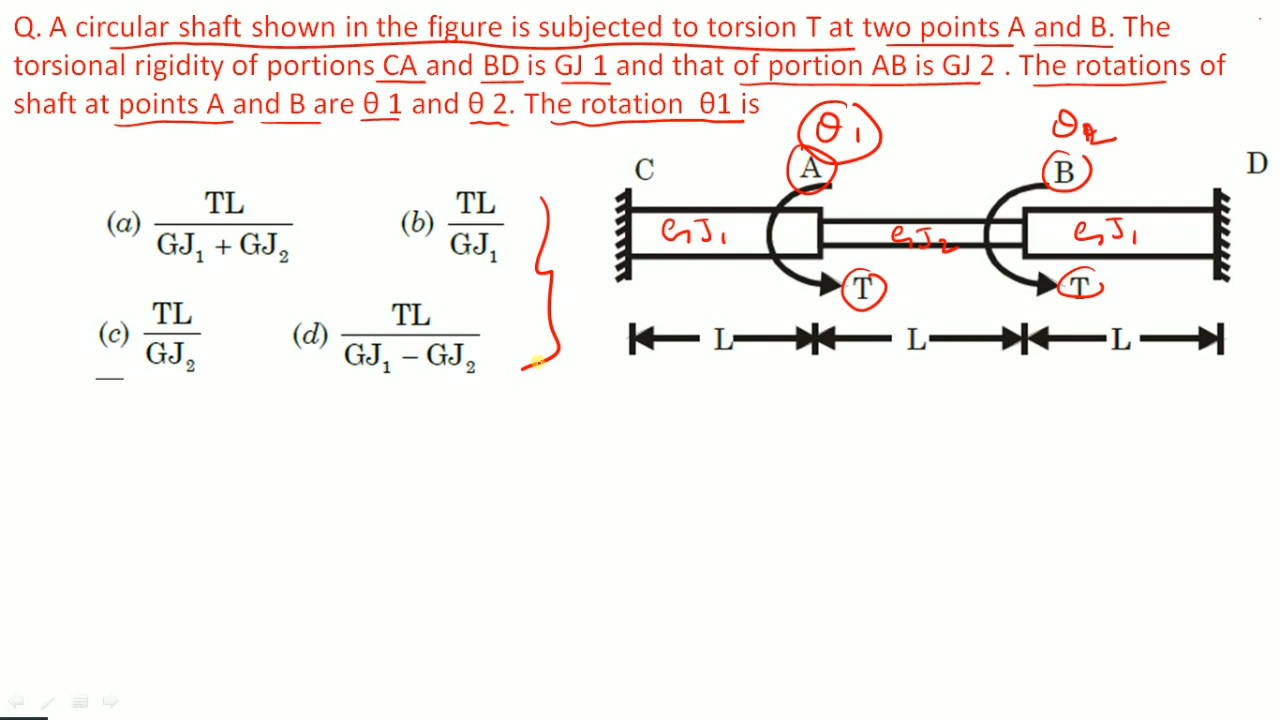 Q. A circular shaft shown in the figure is subjected to torsion T at two points A and B. The
torsional rigidity of portions CA and BD is GJ 1 and that of portion AB is GJ 2 . The rotations of
shaft at points A and B are θ 1 and θ 2. The rotation θ1 is
θ1 θ2
C A B D
(a) TL / GJ₁ + GJ₂ (b) TL / GJ₁
GJ1 GJ2 GJ1
T T
(c) TL / GJ₂ (d) TL / GJ₁ – GJ₂
L L L